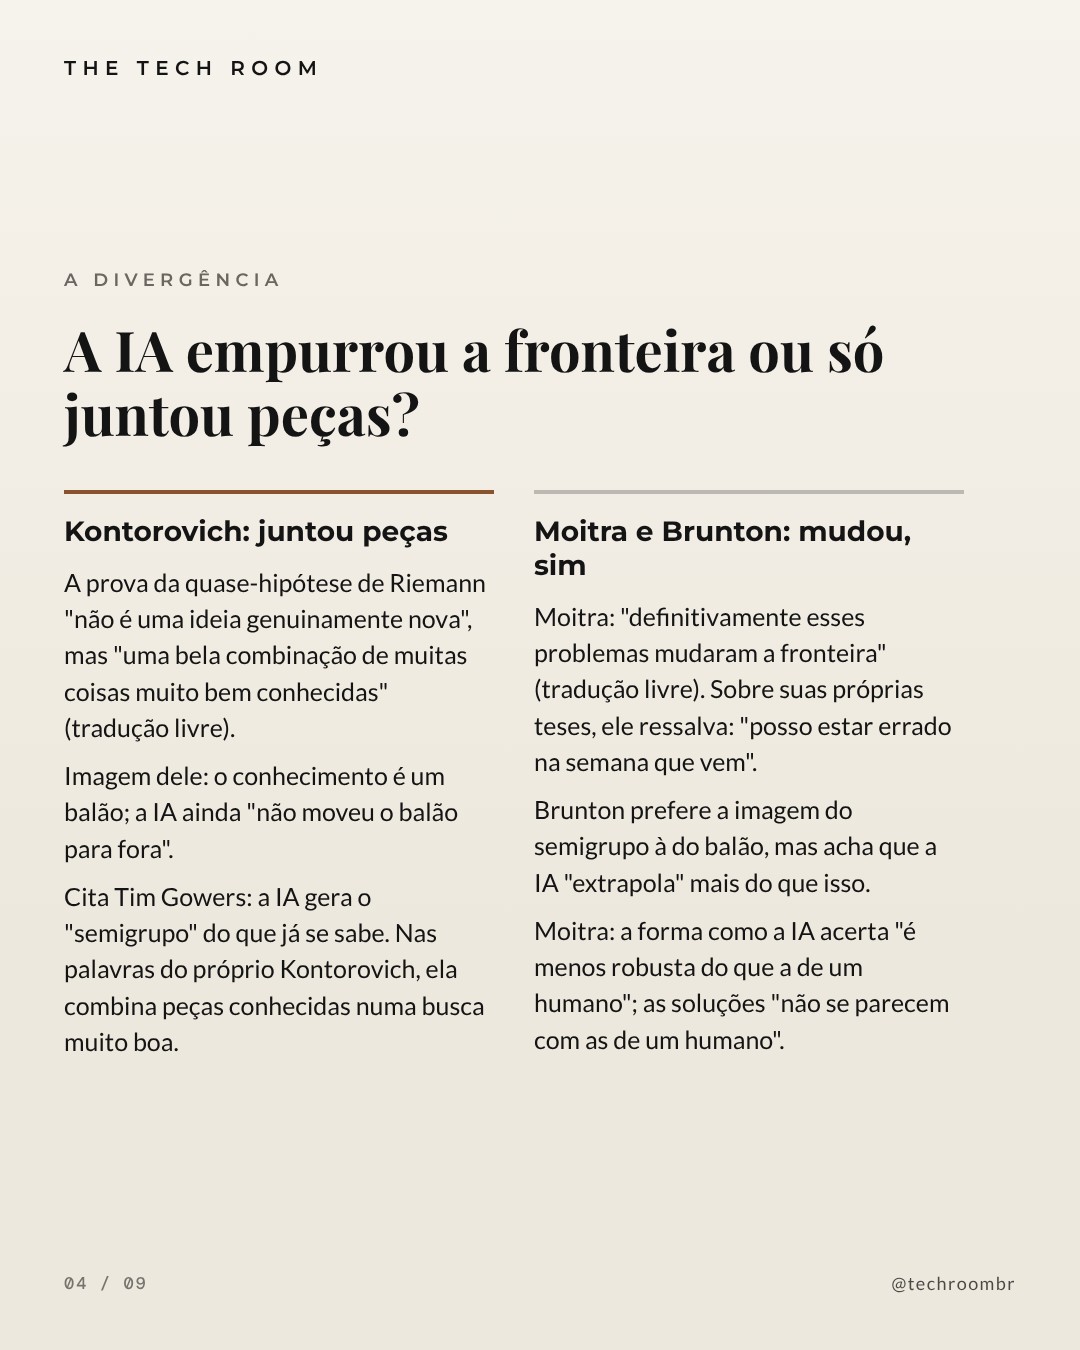 THE TECH ROOM
A DIVERGÊNCIA
A IA empurrou a fronteira ou só
juntou peças?
Kontorovich: juntou peças
A prova da quase-hipótese de Riemann
"não é uma ideia genuinamente nova",
mas "uma bela combinação de muitas
coisas muito bem conhecidas"
(tradução livre).
Imagem dele: o conhecimento é um
balão; a IA ainda "não moveu o balão
para fora".
Cita Tim Gowers: a IA gera o
"semigrupo" do que já se sabe. Nas
palavras do próprio Kontorovich, ela
combina peças conhecidas numa busca
muito boa.
Moitra e Brunton: mudou,
sim
Moitra: "definitivamente esses
problemas mudaram a fronteira"
(tradução livre). Sobre suas próprias
teses, ele ressalva: "posso estar errado
na semana que vem".
Brunton prefere a imagem do
semigrupo à do balão, mas acha que a
IA "extrapola" mais do que isso.
Moitra: a forma como a IA acerta "é
menos robusta do que a de um
humano"; as soluções "não se parecem
com as de um humano".
04 / 09
@techroombr